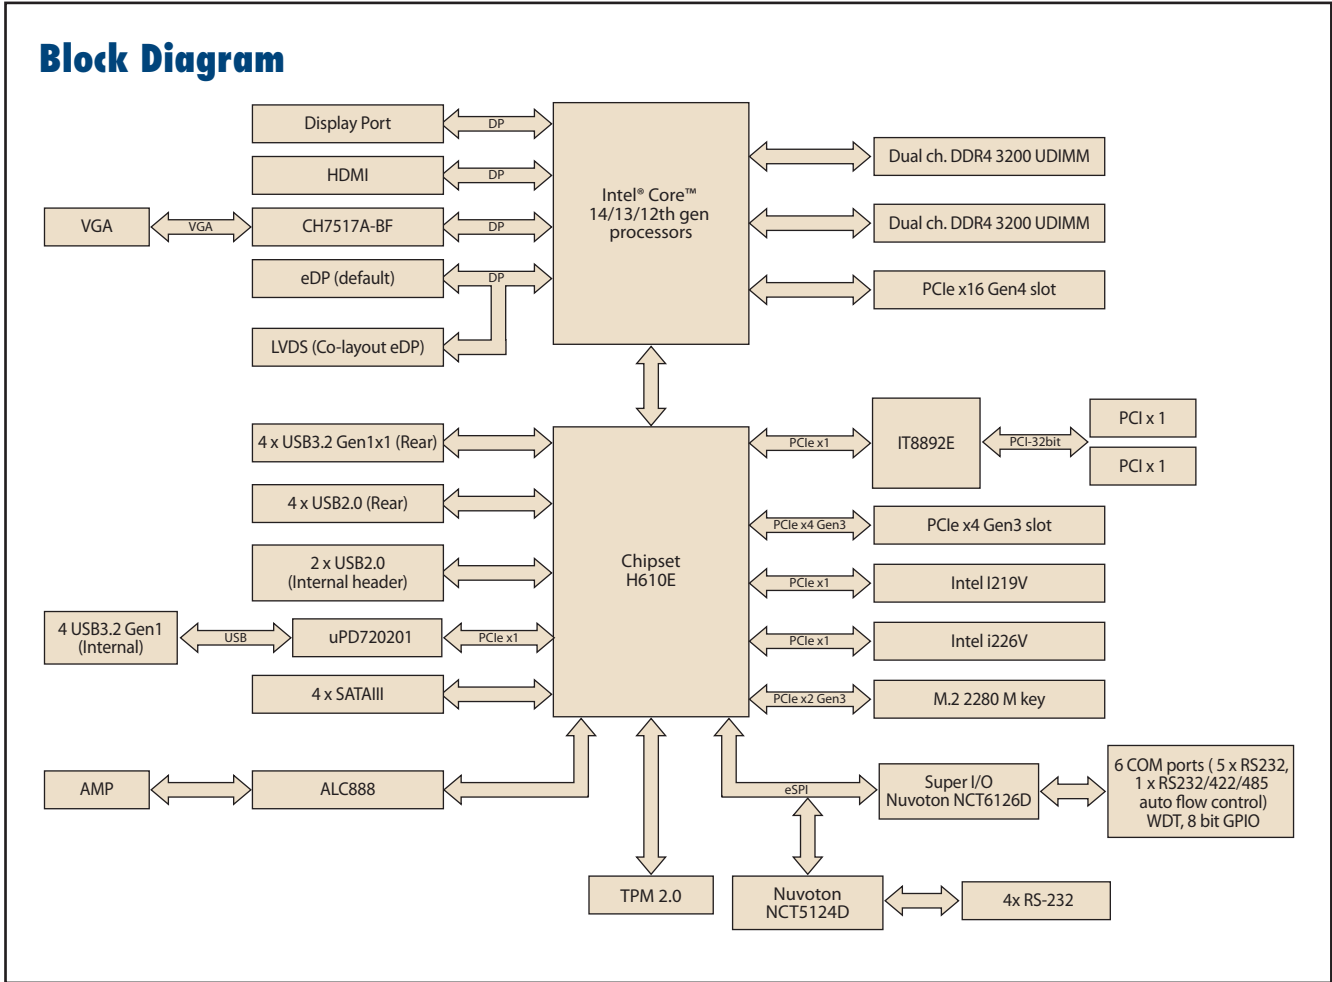 Block Diagram
Display Port
DP
HDMI
DP
VGA
VGA
CH7517A-BF
DP
eDP (default)
DP
LVDS (Co-layout eDP)
Intel® Core™
14/13/12th gen
processors
Dual ch. DDR4 3200 UDIMM
Dual ch. DDR4 3200 UDIMM
PCIe x16 Gen4 slot
4 x USB3.2 Gen1x1 (Rear)
4 x USB2.0 (Rear)
2 x USB2.0
(Internal header)
4 USB3.2 Gen1
(Internal)
USB
uPD720201
PCIe x1
4 x SATAIII
Chipset
H610E
PCIe x1
IT8892E
PCI-32bit
PCI x 1
PCI x 1
PCIe x4 Gen3
PCIe x4 Gen3 slot
PCIe x1
Intel I219V
PCIe x1
Intel i226V
PCIe x2 Gen3
M.2 2280 M key
AMP
ALC888
eSPI
Super I/O
Nuvoton NCT6126D
6 COM ports ( 5 x RS232,
1 x RS232/422/485
auto flow control)
WDT, 8 bit GPIO
TPM 2.0
Nuvoton
NCT5124D
4x RS-232